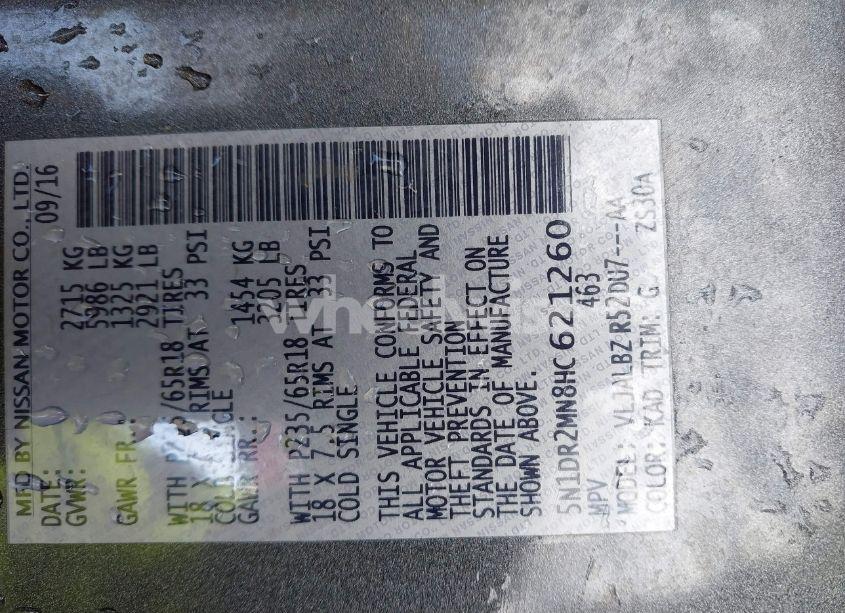 MFD BY NISSAN MOTOR CO., LTD.
DATE: 09/16
GVWR: 2715 KG
5986 LB
GAWR FR.: 1325 KG
2921 LB
WITH P235/65R18 TIRES
18 X 7.5 RIMS AT 33 PSI
COLD SINGLE
GAWR RR.: 1454 KG
3205 LB
WITH P235/65R18 TIRES
18 X 7.5 RIMS AT 33 PSI
COLD SINGLE
THIS VEHICLE CONFORMS TO
ALL APPLICABLE FEDERAL
MOTOR VEHICLE SAFETY AND
THEFT PREVENTION
STANDARDS IN EFFECT ON
THE DATE OF MANUFACTURE
SHOWN ABOVE.
5N1DR2MN8HC621260
MPV 463
MODEL: VLJALBZ R52DU7---AA
COLOR: KAD TRIM: G ZS30A